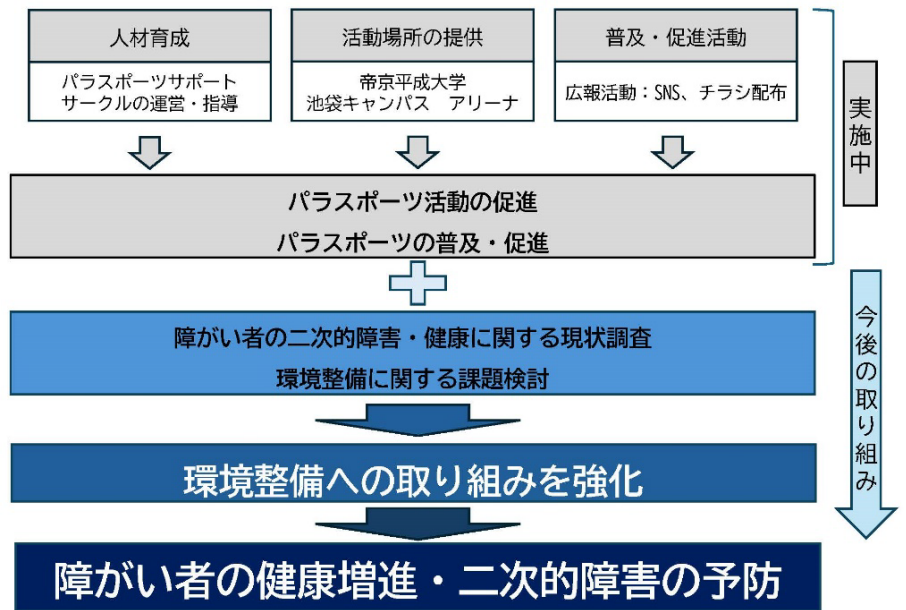 人材育成
パラスポーツサポート
サークルの運営・指導
活動場所の提供
帝京平成大学
池袋キャンパス　アリーナ
普及・促進活動
広報活動：SNS、チラシ配布
実施中
パラスポーツ活動の促進
パラスポーツの普及・促進
障がい者の二次的障害・健康に関する現状調査
環境整備に関する課題検討
今後の取り組み
環境整備への取り組みを強化
障がい者の健康増進・二次的障害の予防